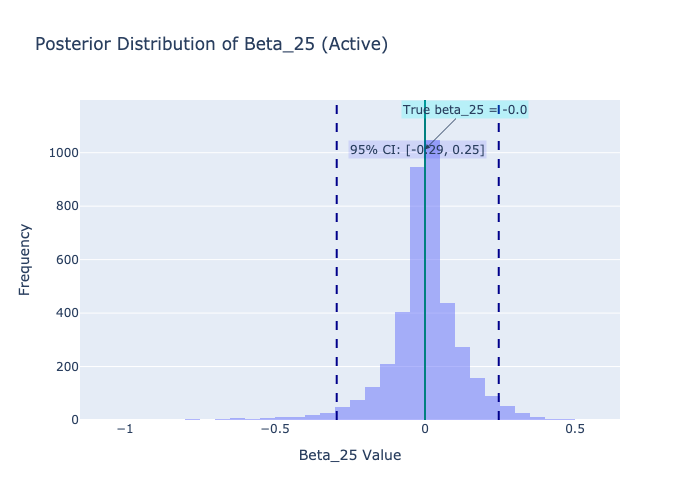 Posterior Distribution of Beta_25 (Active)
True beta_25 = -0.0
95% CI: [-0.29, 0.25]
1000
800
600
400
200
0
Frequency
−1
−0.5
0
0.5
Beta_25 Value